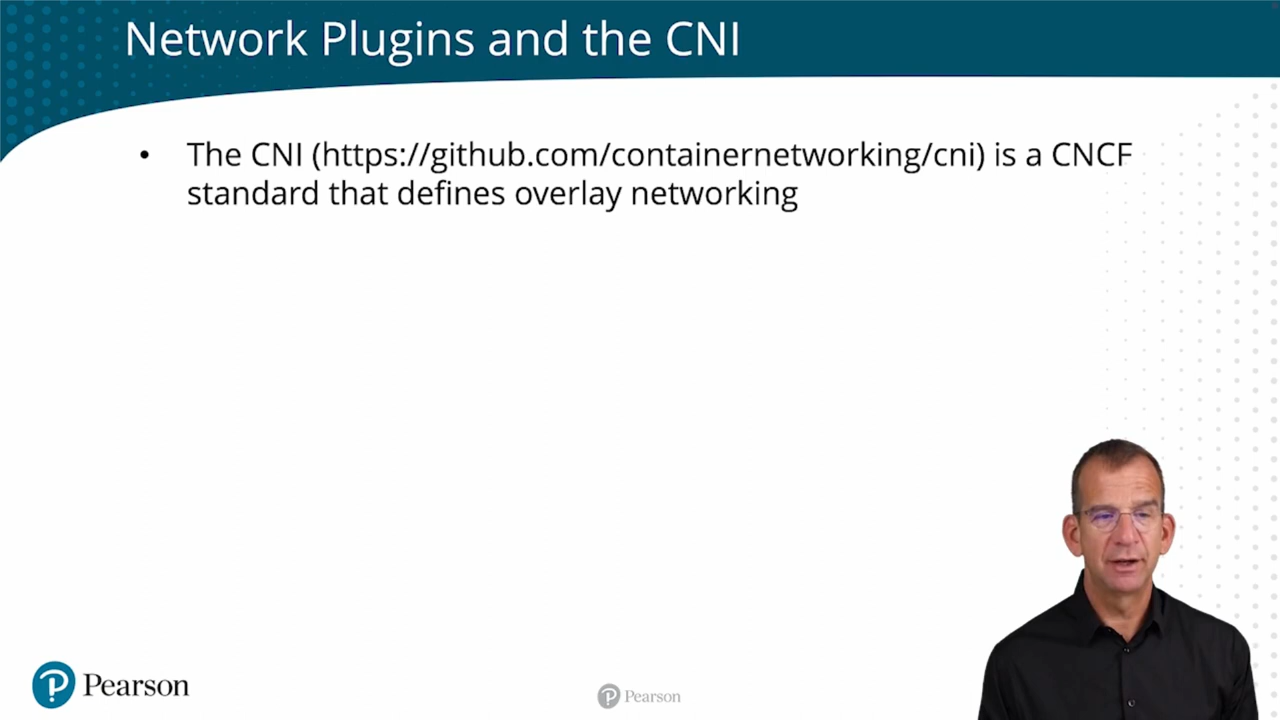 Network Plugins and the CNI
• The CNI (https://github.com/containernetworking/cni) is a CNCF
standard that defines overlay networking
Pearson
Pearson